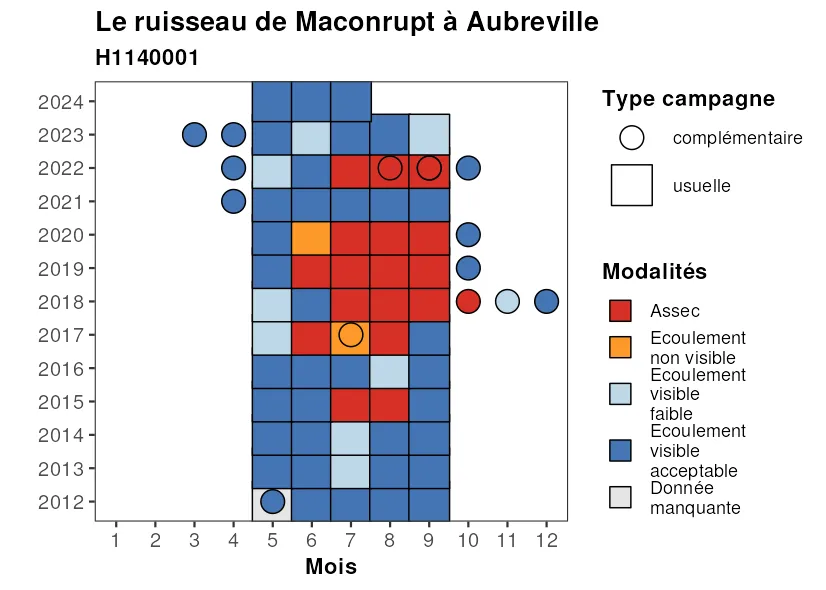 Le ruisseau de Maconrupt à Aubreville
H1140001
2024
2023
2022
2021
2020
2019
2018
2017
2016
2015
2014
2013
2012
1 2 3 4 5 6 7 8 9 10 11 12
Mois
Type campagne
complémentaire
usuelle
Modalités
Assec
Ecoulement
non visible
Ecoulement
visible
faible
Ecoulement
visible
acceptable
Donnée
manquante